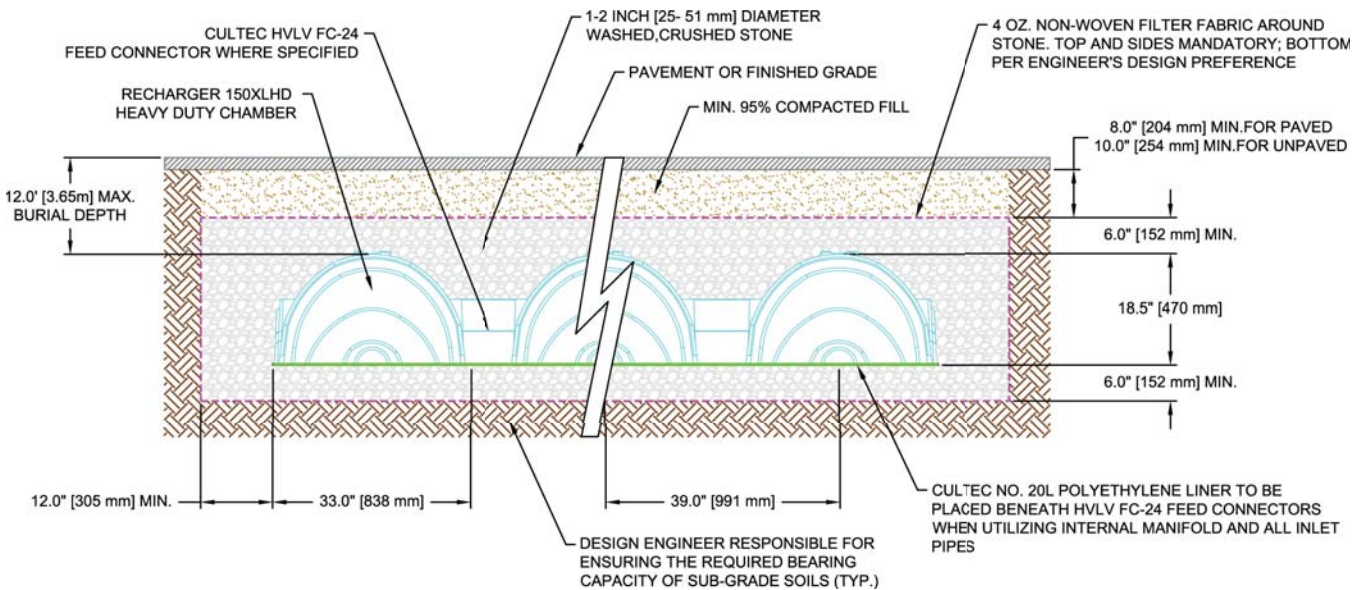 CULTEC HVLV FC-24
FEED CONNECTOR WHERE SPECIFIED
1-2 INCH [25- 51 mm] DIAMETER
WASHED,CRUSHED STONE
4 OZ. NON-WOVEN FILTER FABRIC AROUND
STONE. TOP AND SIDES MANDATORY; BOTTOM
PER ENGINEER'S DESIGN PREFERENCE
PAVEMENT OR FINISHED GRADE
RECHARGER 150XLHD
HEAVY DUTY CHAMBER
MIN. 95% COMPACTED FILL
8.0" [204 mm] MIN.FOR PAVED
10.0" [254 mm] MIN.FOR UNPAVED
12.0' [3.65m] MAX.
BURIAL DEPTH
6.0" [152 mm] MIN.
18.5" [470 mm]
6.0" [152 mm] MIN.
12.0" [305 mm] MIN.
33.0" [838 mm]
39.0" [991 mm]
CULTEC NO. 20L POLYETHYLENE LINER TO BE
PLACED BENEATH HVLV FC-24 FEED CONNECTORS
WHEN UTILIZING INTERNAL MANIFOLD AND ALL INLET
PIPES
DESIGN ENGINEER RESPONSIBLE FOR
ENSURING THE REQUIRED BEARING
CAPACITY OF SUB-GRADE SOILS (TYP.)